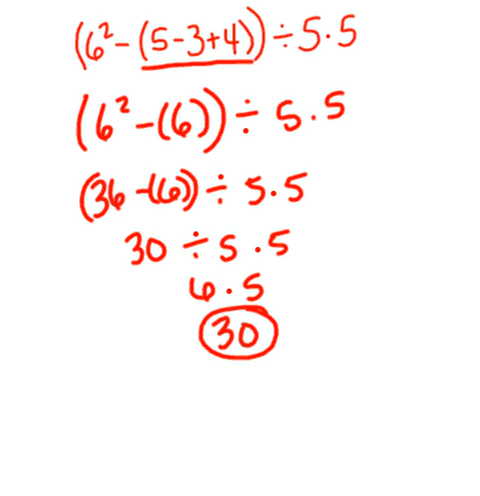 (6² - (5-3+4)) ÷ 5 · 5
(6² - (6)) ÷ 5 · 5
(36 - (6)) ÷ 5 · 5
30 ÷ 5 · 5
6 · 5
30